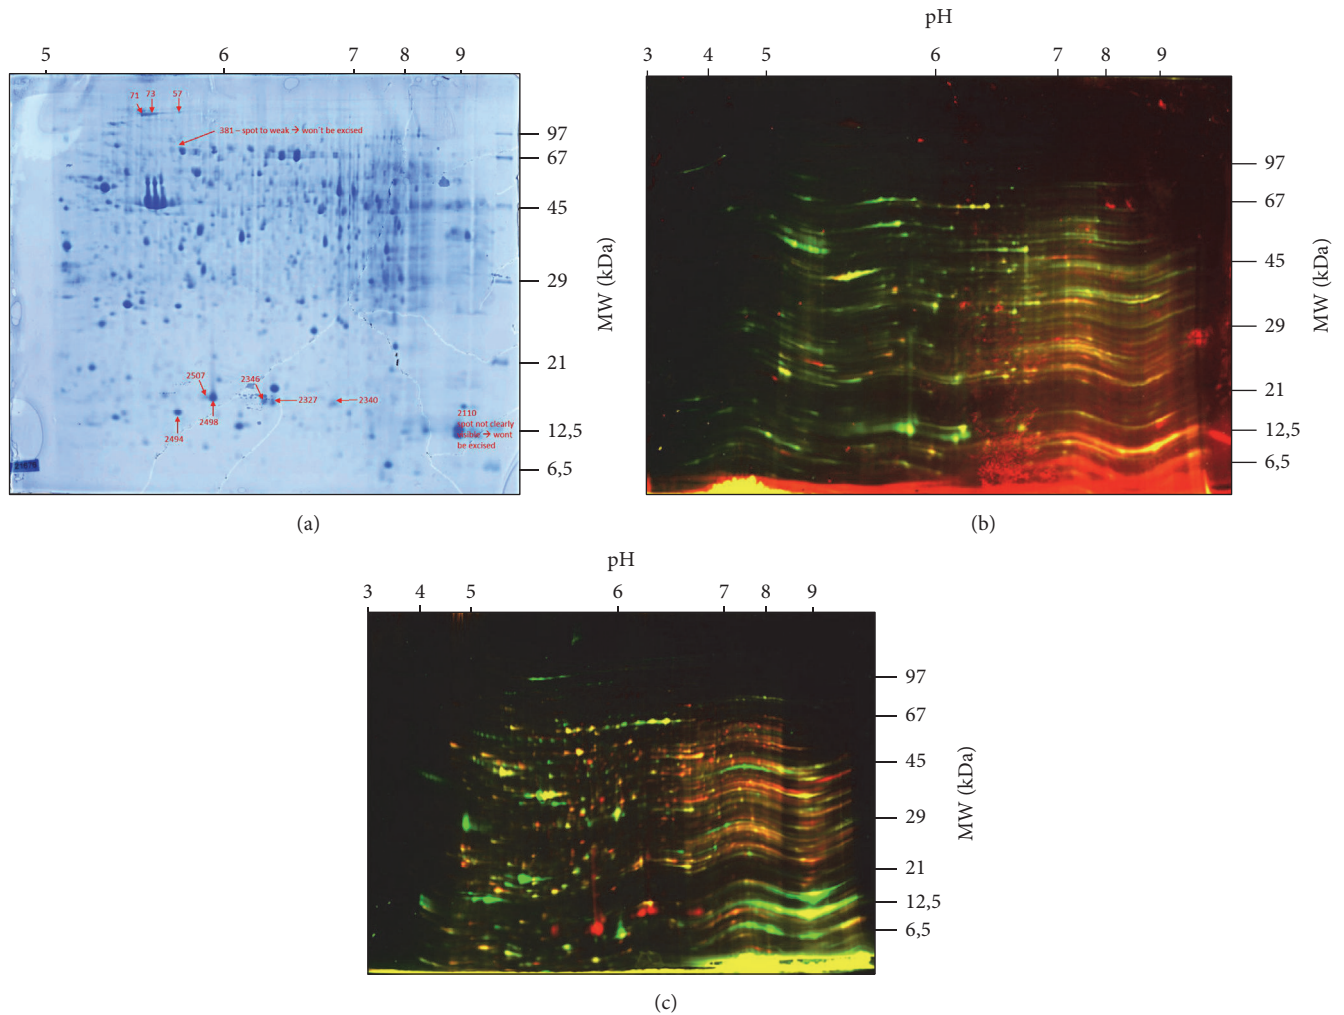 pH
5 6 7 8 9
3 4 5 6 7 8 9
71 73 57
381 – spot to weak → won´t be excised
97
67
45
29
21
12,5
6,5
MW (kDa)
2507
2346
2327
2340
2494
2498
2110
spot not clearly
visible → wont
be excised
97
67
45
29
21
12,5
6,5
MW (kDa)
(a)
(b)
pH
3 4 5 6 7 8 9
97
67
45
29
21
12,5
6,5
MW (kDa)
(c)